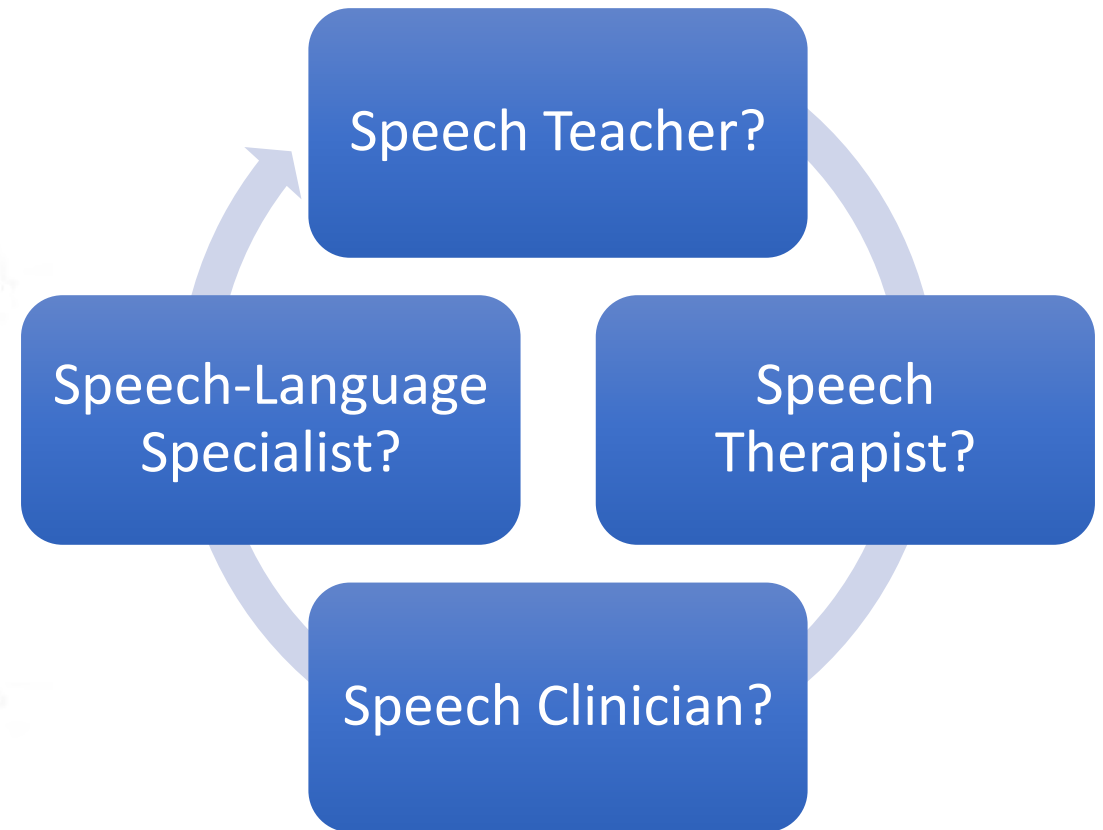 Speech Teacher?
Speech-Language
Specialist?
Speech
Therapist?
Speech Clinician?